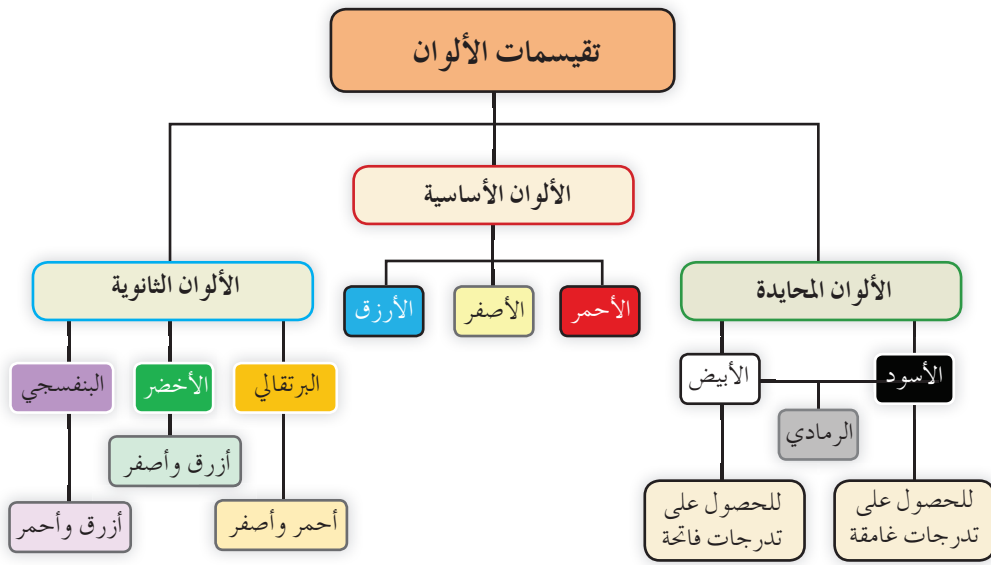 تقيسمات الألوان
الألوان الأساسية
الأحمر
الأصفر
الأرزق
الألوان المحايدة
الأسود
الأبيض
الرمادي
للحصول على
تدرجات غامقة
للحصول على
تدرجات فاتحة
الألوان الثانوية
البرتقالي
الأخضر
البنفسجي
أحمر وأصفر
أزرق وأصفر
أزرق وأحمر